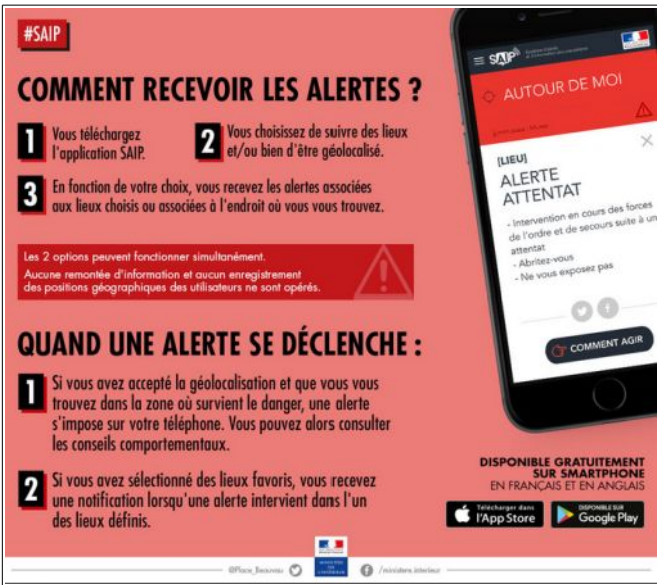 #SAIP
COMMENT RECEVOIR LES ALERTES ?
1 Vous téléchargez
l'application SAIP.
2 Vous choisissez de suivre des lieux
et/ou bien d'être géolocalisé.
3 En fonction de votre choix, vous recevez les alertes associées
aux lieux choisis ou associées à l'endroit où vous vous trouvez.
Les 2 options peuvent fonctionner simultanément.
Aucune remontée d'information et aucun enregistrement
des positions géographiques des utilisateurs ne sont opérés.
QUAND UNE ALERTE SE DÉCLENCHE :
1 Si vous avez accepté la géolocalisation et que vous vous
trouvez dans la zone où survient le danger, une alerte
s'impose sur votre téléphone. Vous pouvez alors consulter
les conseils comportementaux.
2 Si vous avez sélectionné des lieux favoris, vous recevez
une notification lorsqu'une alerte intervient dans l'un
des lieux définis.
SAIP
AUTOUR DE MOI
[LIEU]
ALERTE
ATTENTAT
- Intervention en cours des forces
de l'ordre et de secours suite à un
attentat
- Abritez-vous
- Ne vous exposez pas
COMMENT AGIR
DISPONIBLE GRATUITEMENT
SUR SMARTPHONE
EN FRANÇAIS ET EN ANGLAIS
Télécharger dans
l'App Store
DISPONIBLE SUR
Google Play
@Place_Beauvau
/ministere.interieur